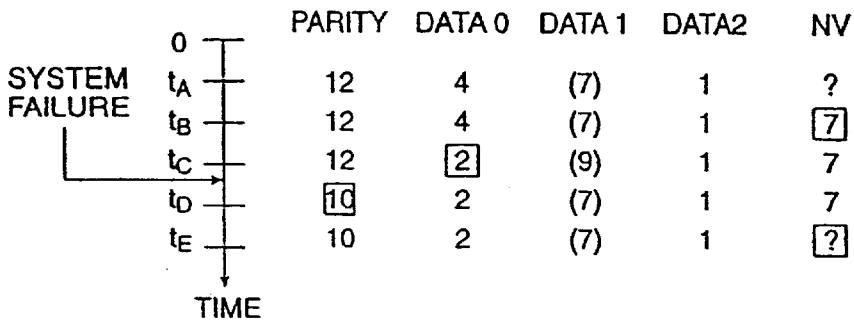 PARITY DATA 0 DATA 1 DATA2 NV
0
SYSTEM FAILURE
tA 12 4 (7) 1 ?
tB 12 4 (7) 1 7
tC 12 2 (9) 1 7
tD 10 2 (7) 1 7
tE 10 2 (7) 1 ?
TIME